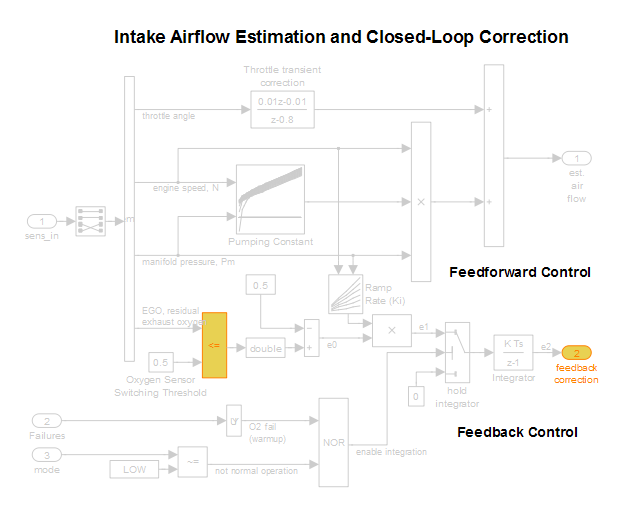 Intake Airflow Estimation and Closed-Loop Correction
Throttle transient
correction
0.01z-0.01
z-0.8
throttle angle
+
1
est.
air
flow
engine speed, N
Pumping Constant
×
+
1
sens_in
m
manifold pressure, Pm
Feedforward Control
0.5
Ramp
Rate (Ki)
EGO, residual
exhaust oxygen
<=
double
−
+
e0
×
e1
K Ts
z-1
Integrator
e2
2
feedback
correction
0.5
Oxygen Sensor
Switching Threshold
0
hold
integrator
Feedback Control
2
Failures
O2 fail
(warmup)
NOR
enable integration
3
mode
LOW
~=
not normal operation